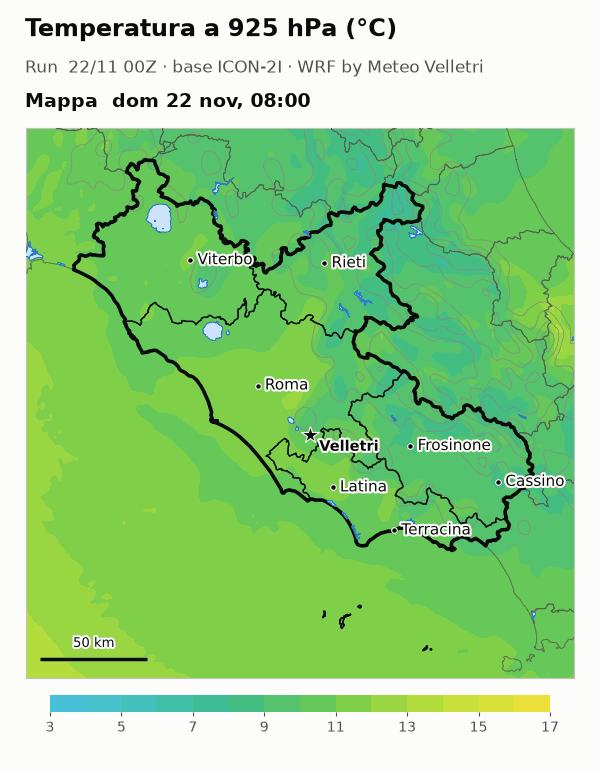 Temperatura a 925 hPa (°C)
Run  22/11 00Z · base ICON-2I · WRF by Meteo Velletri
Mappa  dom 22 nov, 08:00
Viterbo
Rieti
Roma
Velletri
Frosinone
Cassino
Latina
Terracina
50 km
3 5 7 9 11 13 15 17